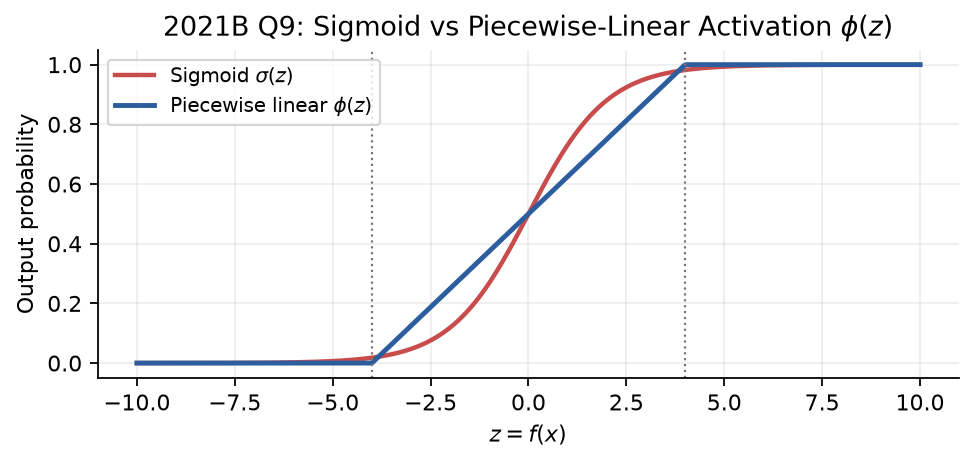 2021B Q9: Sigmoid vs Piecewise-Linear Activation ϕ(z)
Sigmoid σ(z)
Piecewise linear ϕ(z)
Output probability
1.0
0.8
0.6
0.4
0.2
0.0
−10.0 −7.5 −5.0 −2.5 0.0 2.5 5.0 7.5 10.0
z = f(x)